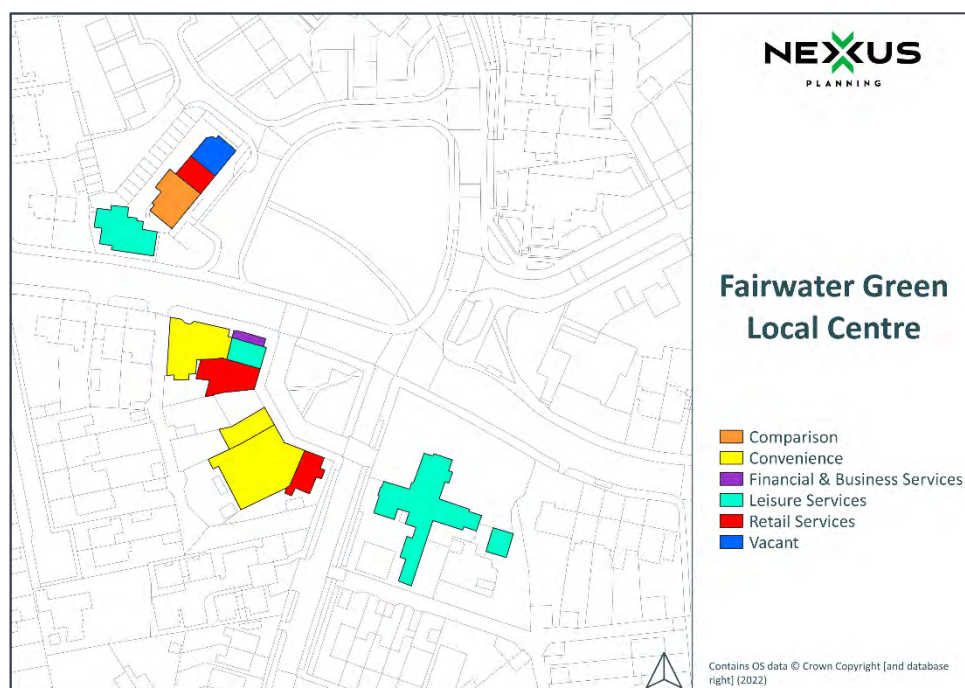 NEXUS
PLANNING
Fairwater Green
Local Centre
Comparison
Convenience
Financial & Business Services
Leisure Services
Retail Services
Vacant
Contains OS data © Crown Copyright [and database
right] (2022)